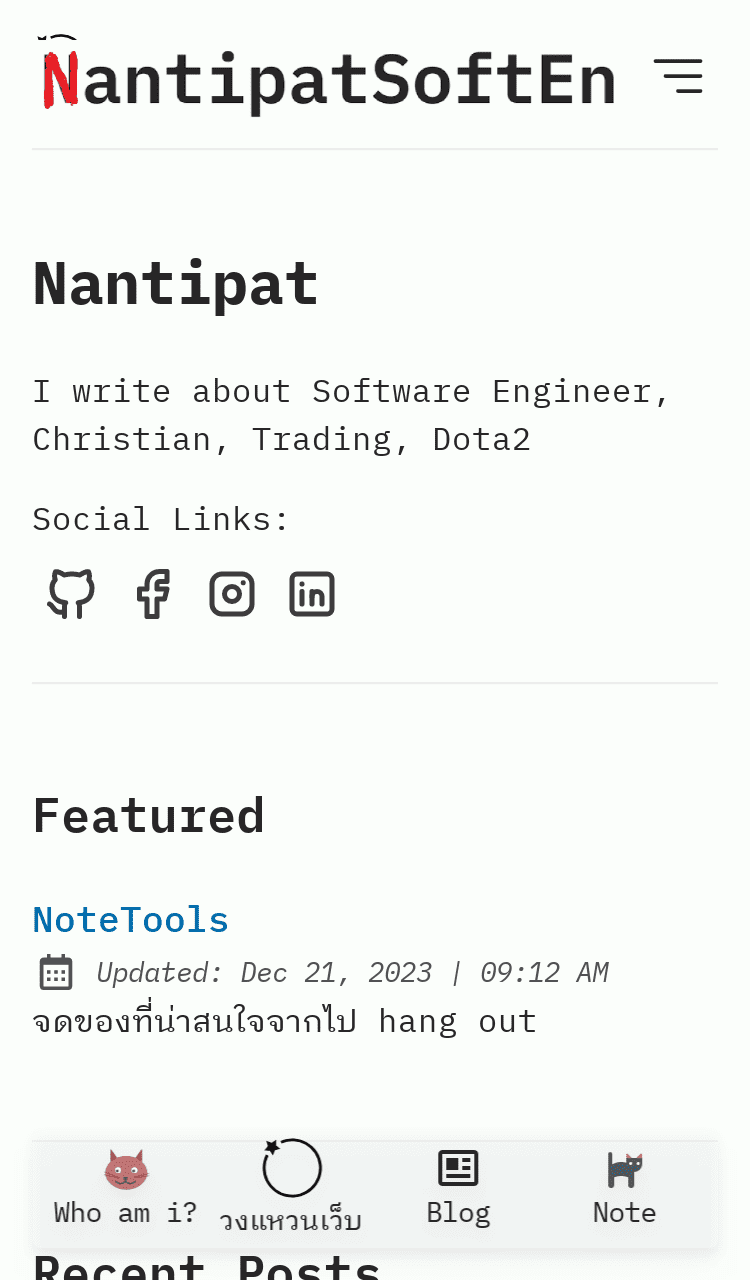 NantipatSoftEn
Nantipat
I write about Software Engineer,
Christian, Trading, Dota2
Social Links:
Featured
NoteTools
Updated: Dec 21, 2023 | 09:12 AM
จดของที่น่าสนใจจากไป hang out
Who am i?
วงแหวนเว็บ
Blog
Note
Recent Posts